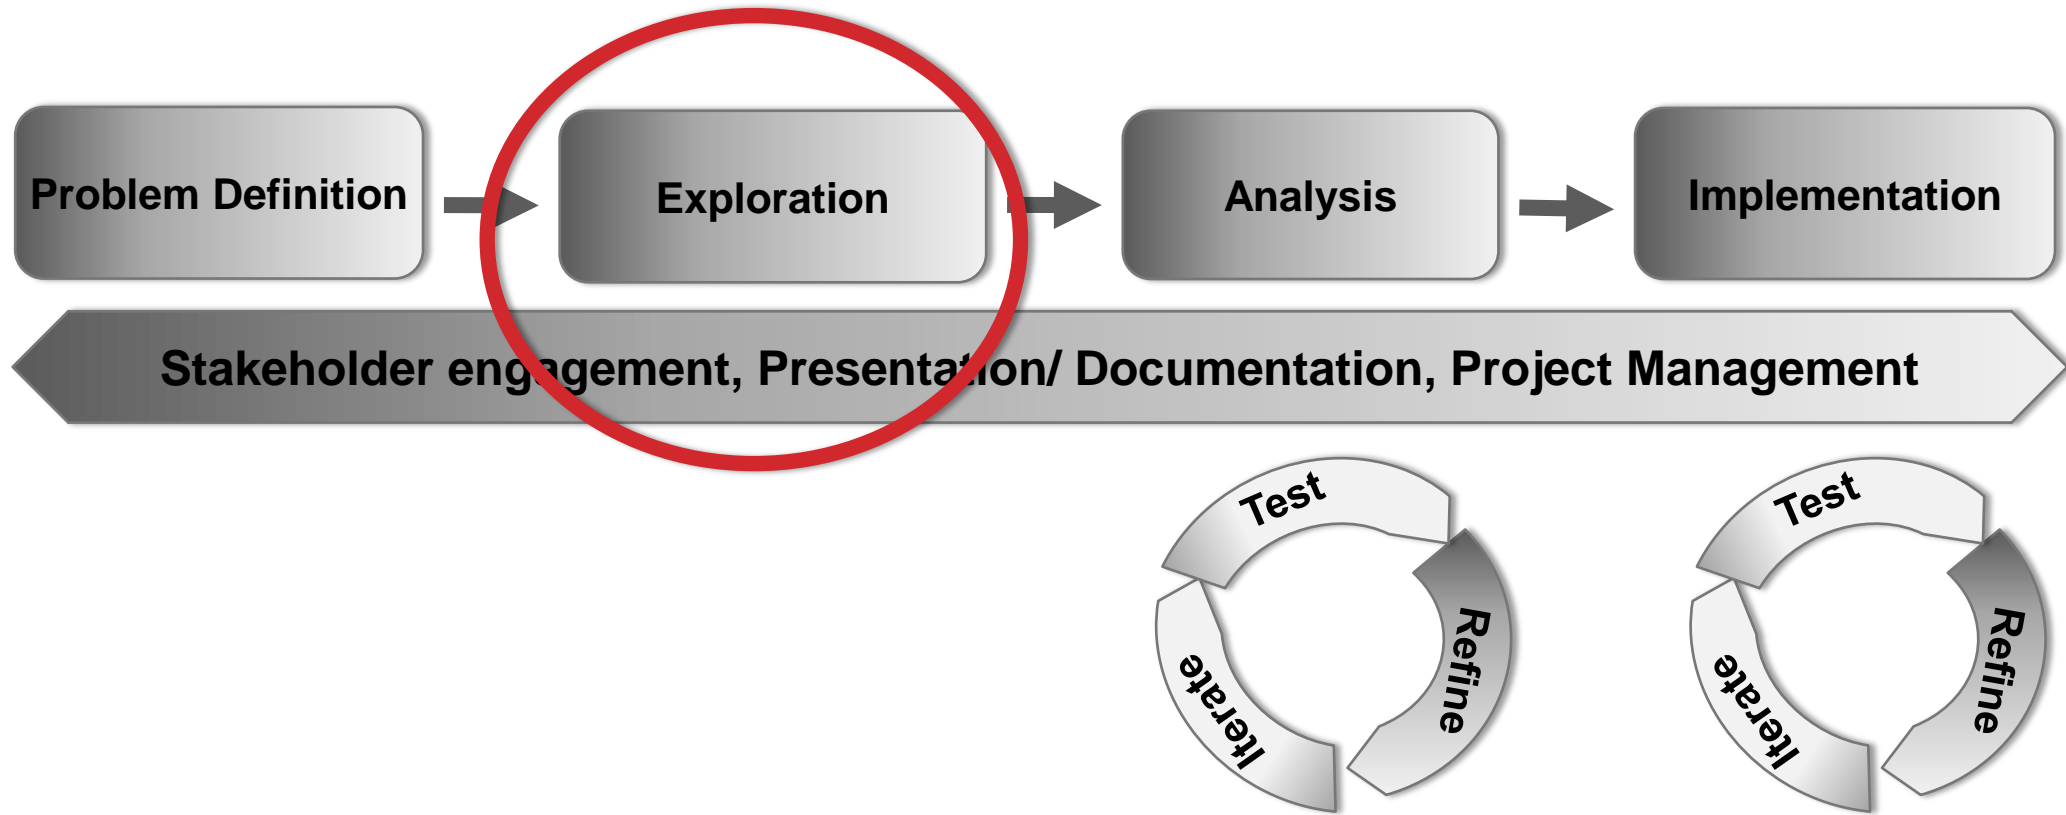 Problem Definition
Exploration
Analysis
Implementation
Stakeholder engagement, Presentation/ Documentation, Project Management
Test
Refine
Iterate
Test
Refine
Iterate